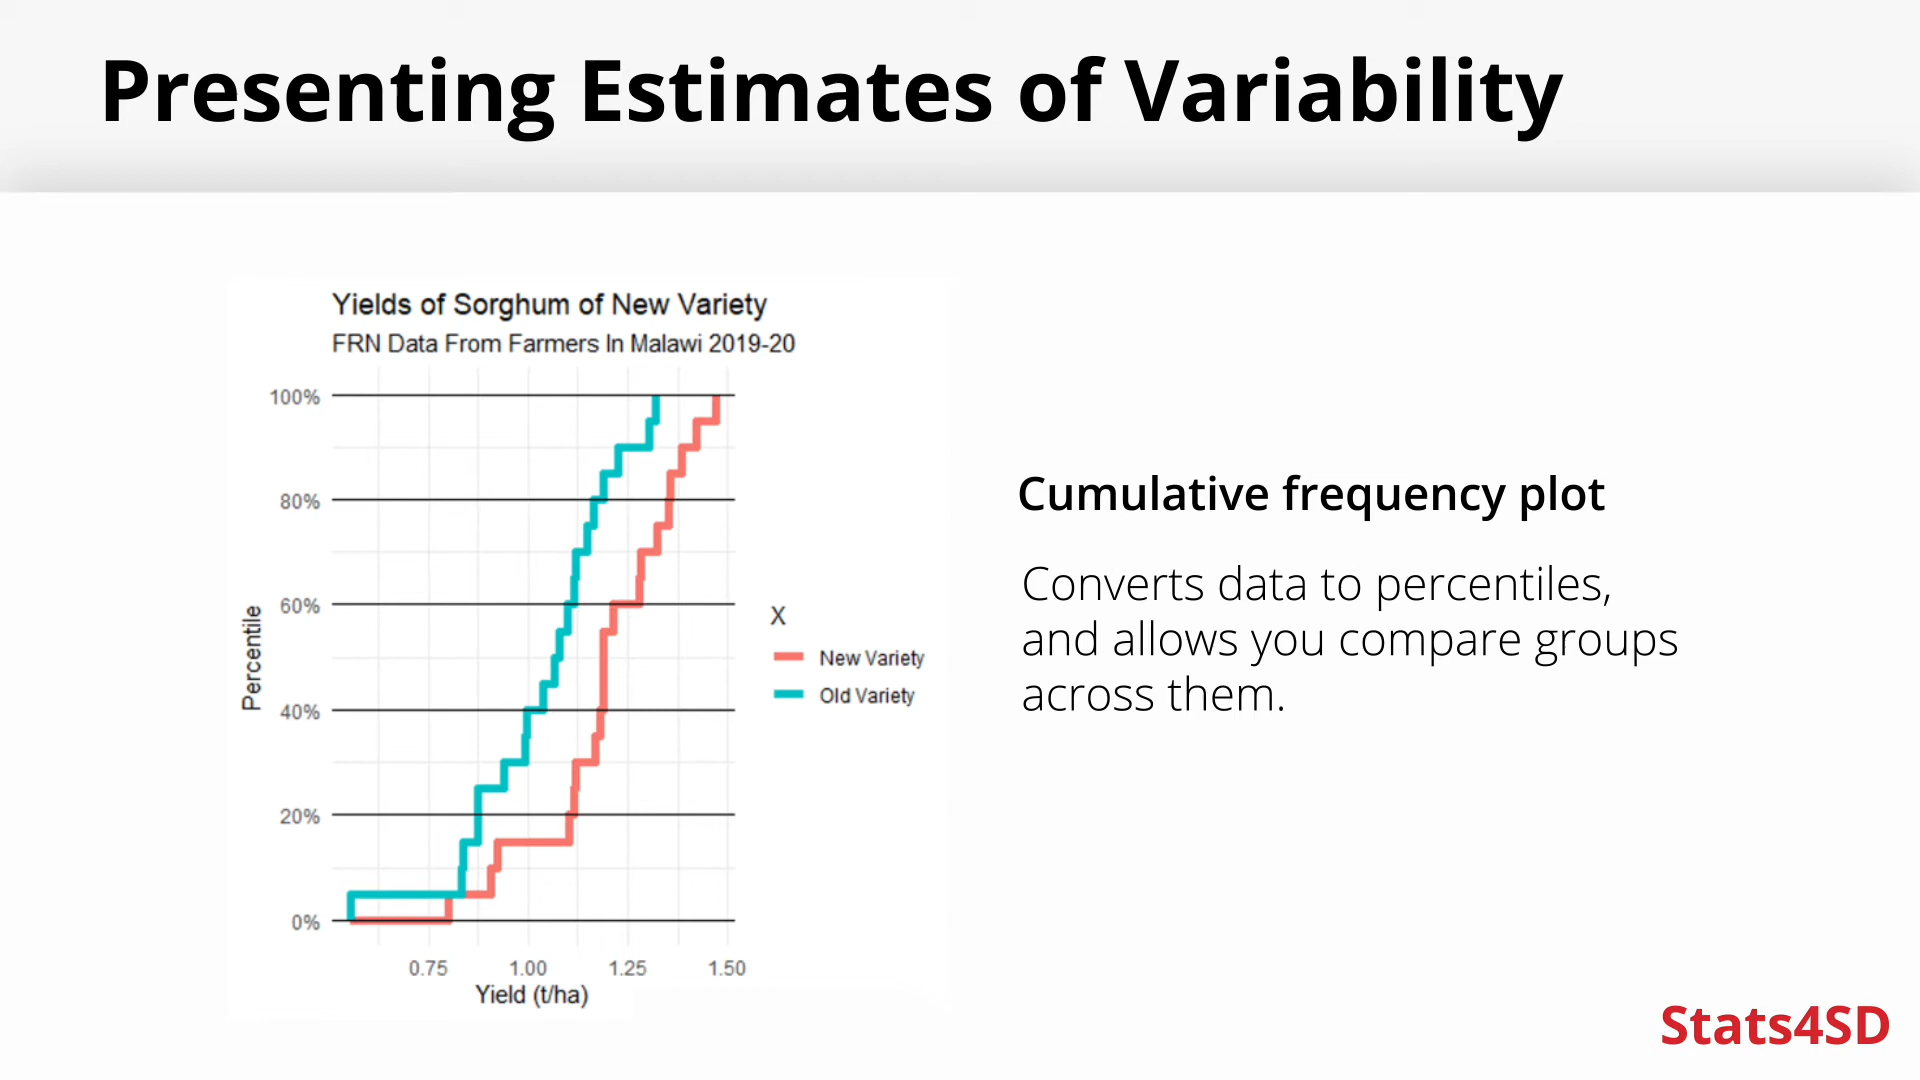 Presenting Estimates of Variability
Yields of Sorghum of New Variety
FRN Data From Farmers In Malawi 2019-20
100%
80%
60%
40%
20%
0%
Percentile
0.75 1.00 1.25 1.50
Yield (t/ha)
X
New Variety
Old Variety
Cumulative frequency plot
Converts data to percentiles,
and allows you compare groups
across them.
Stats4SD